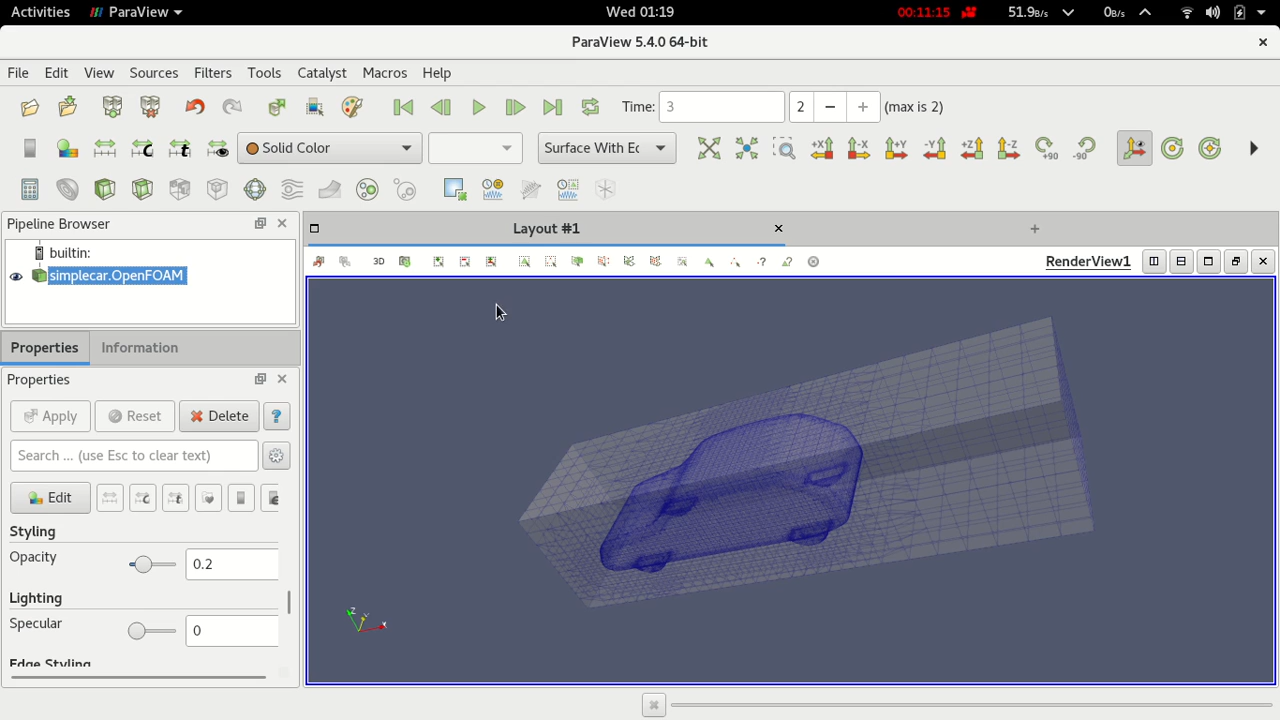 Activities ParaView Wed 01:19 00:11:15 51.9B/s 0B/s
ParaView 5.4.0 64-bit
File Edit View Sources Filters Tools Catalyst Macros Help
Time: 3 2 (max is 2)
Solid Color Surface With Ec +X -X +Y -Y +Z -Z +90 -90
Pipeline Browser Layout #1
builtin:
simplecar.OpenFOAM
3D RenderView1
Properties Information
Properties
Apply Reset Delete ?
Search ... (use Esc to clear text)
Edit
Styling
Opacity 0.2
Lighting
Specular 0
Edge Styling
Z Y X